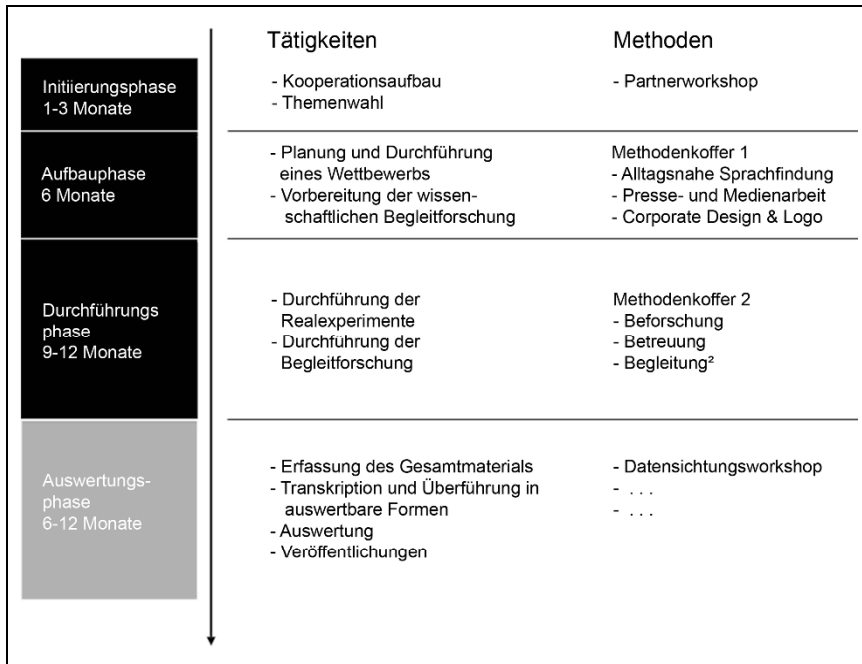 Tätigkeiten
Methoden
Initiierungsphase
1-3 Monate
- Kooperationsaufbau
- Themenwahl
- Partnerworkshop
Aufbauphase
6 Monate
- Planung und Durchführung
eines Wettbewerbs
- Vorbereitung der wissen-
schaftlichen Begleitforschung
Methodenkoffer 1
- Alltagsnahe Sprachfindung
- Presse- und Medienarbeit
- Corporate Design & Logo
Durchführungs
phase
9-12 Monate
- Durchführung der
Realexperimente
- Durchführung der
Begleitforschung
Methodenkoffer 2
- Beforschung
- Betreuung
- Begleitung²
Auswertungs-
phase
6-12 Monate
- Erfassung des Gesamtmaterials
- Transkription und Überführung in
auswertbare Formen
- Auswertung
- Veröffentlichungen
- Datensichtungsworkshop
- . . .
- . . .